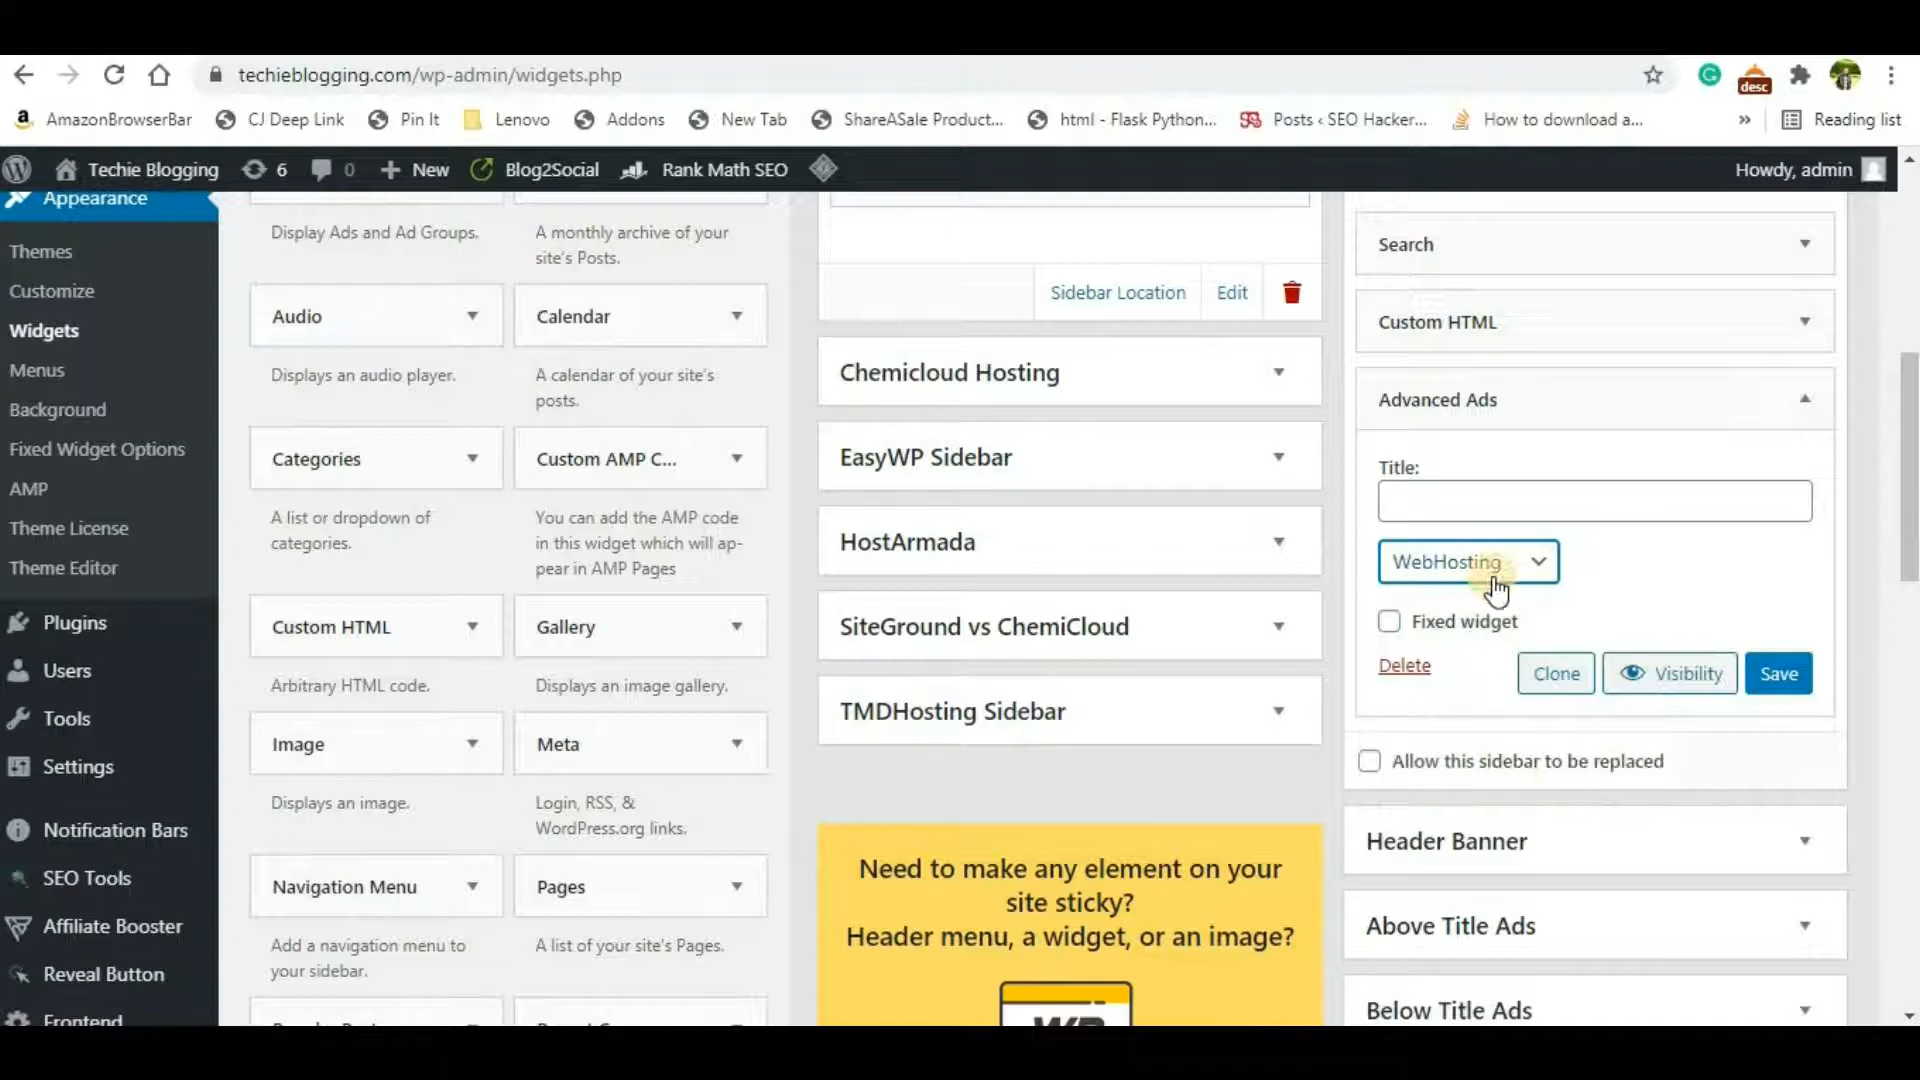 techieblogging.com/wp-admin/widgets.php
desc
a AmazonBrowserBar
CJ Deep Link
Pin It
Lenovo
Addons
New Tab
ShareASale Product...
html - Flask Python...
Posts ‹ SEO Hacker...
How to download a...
»
Reading list
Techie Blogging
6
0
New
Blog2Social
Rank Math SEO
Howdy, admin
Appearance
Themes
Customize
Widgets
Menus
Background
Fixed Widget Options
AMP
Theme License
Theme Editor
Plugins
Users
Tools
Settings
Notification Bars
SEO Tools
Affiliate Booster
Reveal Button
Frontend
Display Ads and Ad Groups.
A monthly archive of your
site's Posts.
Audio
Calendar
Displays an audio player.
A calendar of your site's
posts.
Categories
Custom AMP C...
A list or dropdown of
categories.
You can add the AMP code
in this widget which will ap-
pear in AMP Pages
Custom HTML
Gallery
Arbitrary HTML code.
Displays an image gallery.
Image
Meta
Displays an image.
Login, RSS, &
WordPress.org links.
Navigation Menu
Pages
Add a navigation menu to
your sidebar.
A list of your site's Pages.
Sidebar Location
Edit
Chemicloud Hosting
EasyWP Sidebar
HostArmada
SiteGround vs ChemiCloud
TMDHosting Sidebar
Need to make any element on your
site sticky?
Header menu, a widget, or an image?
Search
Custom HTML
Advanced Ads
Title:
WebHosting
Fixed widget
Delete
Clone
Visibility
Save
Allow this sidebar to be replaced
Header Banner
Above Title Ads
Below Title Ads